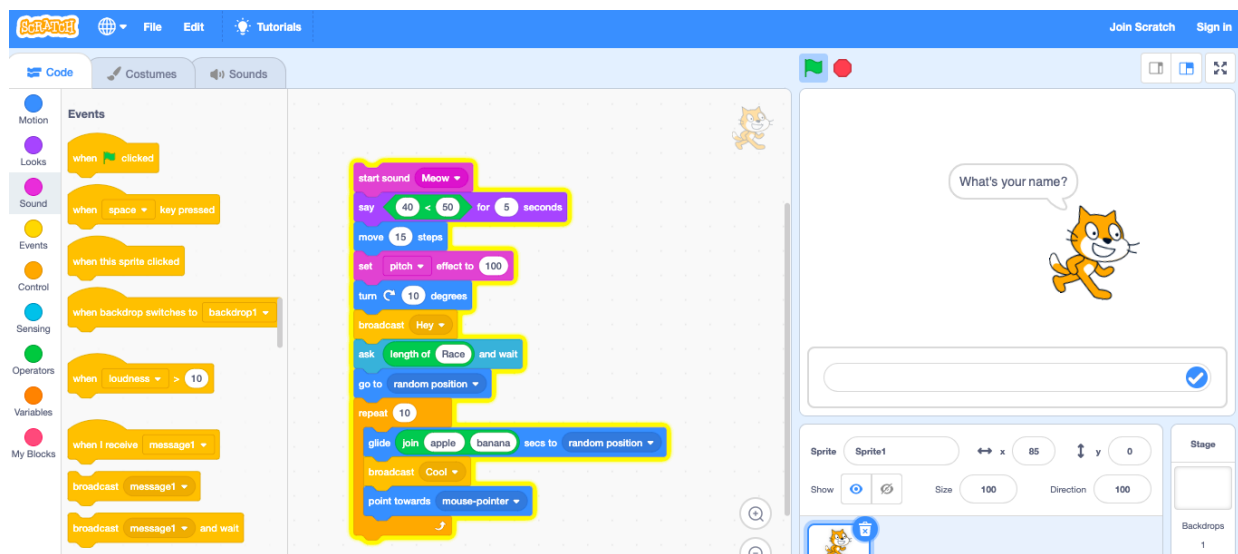 SCRATCH File Edit Tutorials Join Scratch Sign in
Code Costumes Sounds
Motion
Looks
Sound
Events
Control
Sensing
Operators
Variables
My Blocks
Events
when clicked
when space key pressed
when this sprite clicked
when backdrop switches to backdrop1
when loudness > 10
when I receive message1
broadcast message1
broadcast message1 and wait
start sound Meow
say 40 < 50 for 5 seconds
move 15 steps
set pitch effect to 100
turn 10 degrees
broadcast Hey
ask length of Race and wait
go to random position
repeat 10
glide join apple banana secs to random position
broadcast Cool
point towards mouse-pointer
What's your name?
Sprite Sprite1 x 85 y 0
Show Size 100 Direction 100
Stage
Backdrops
1